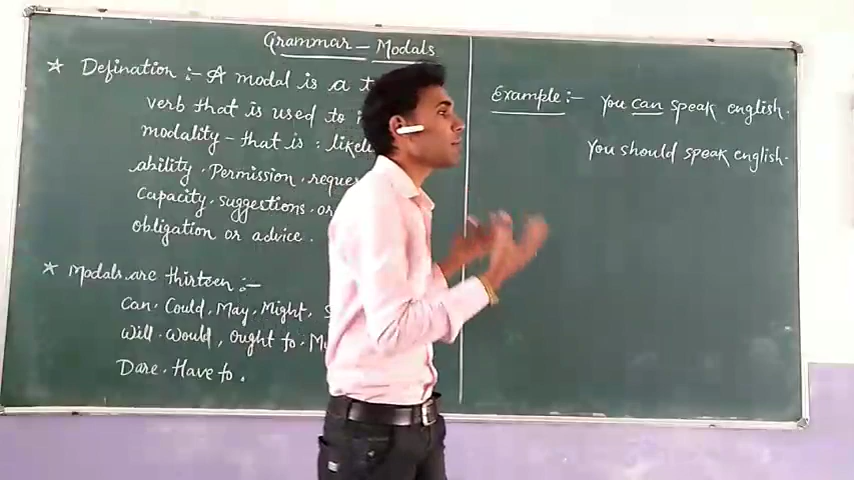 Grammar - Modals
* Defination :- A modal is a
verb that is used to
modality - that is :
ability, Permission,
Capacity, suggestions, or
obligation or advice.
* Modals are thirteen :-
Can, Could, May, Might,
Will, Would, Ought to,
Dare, Have to.
Example :- You can speak english.
You should speak english.